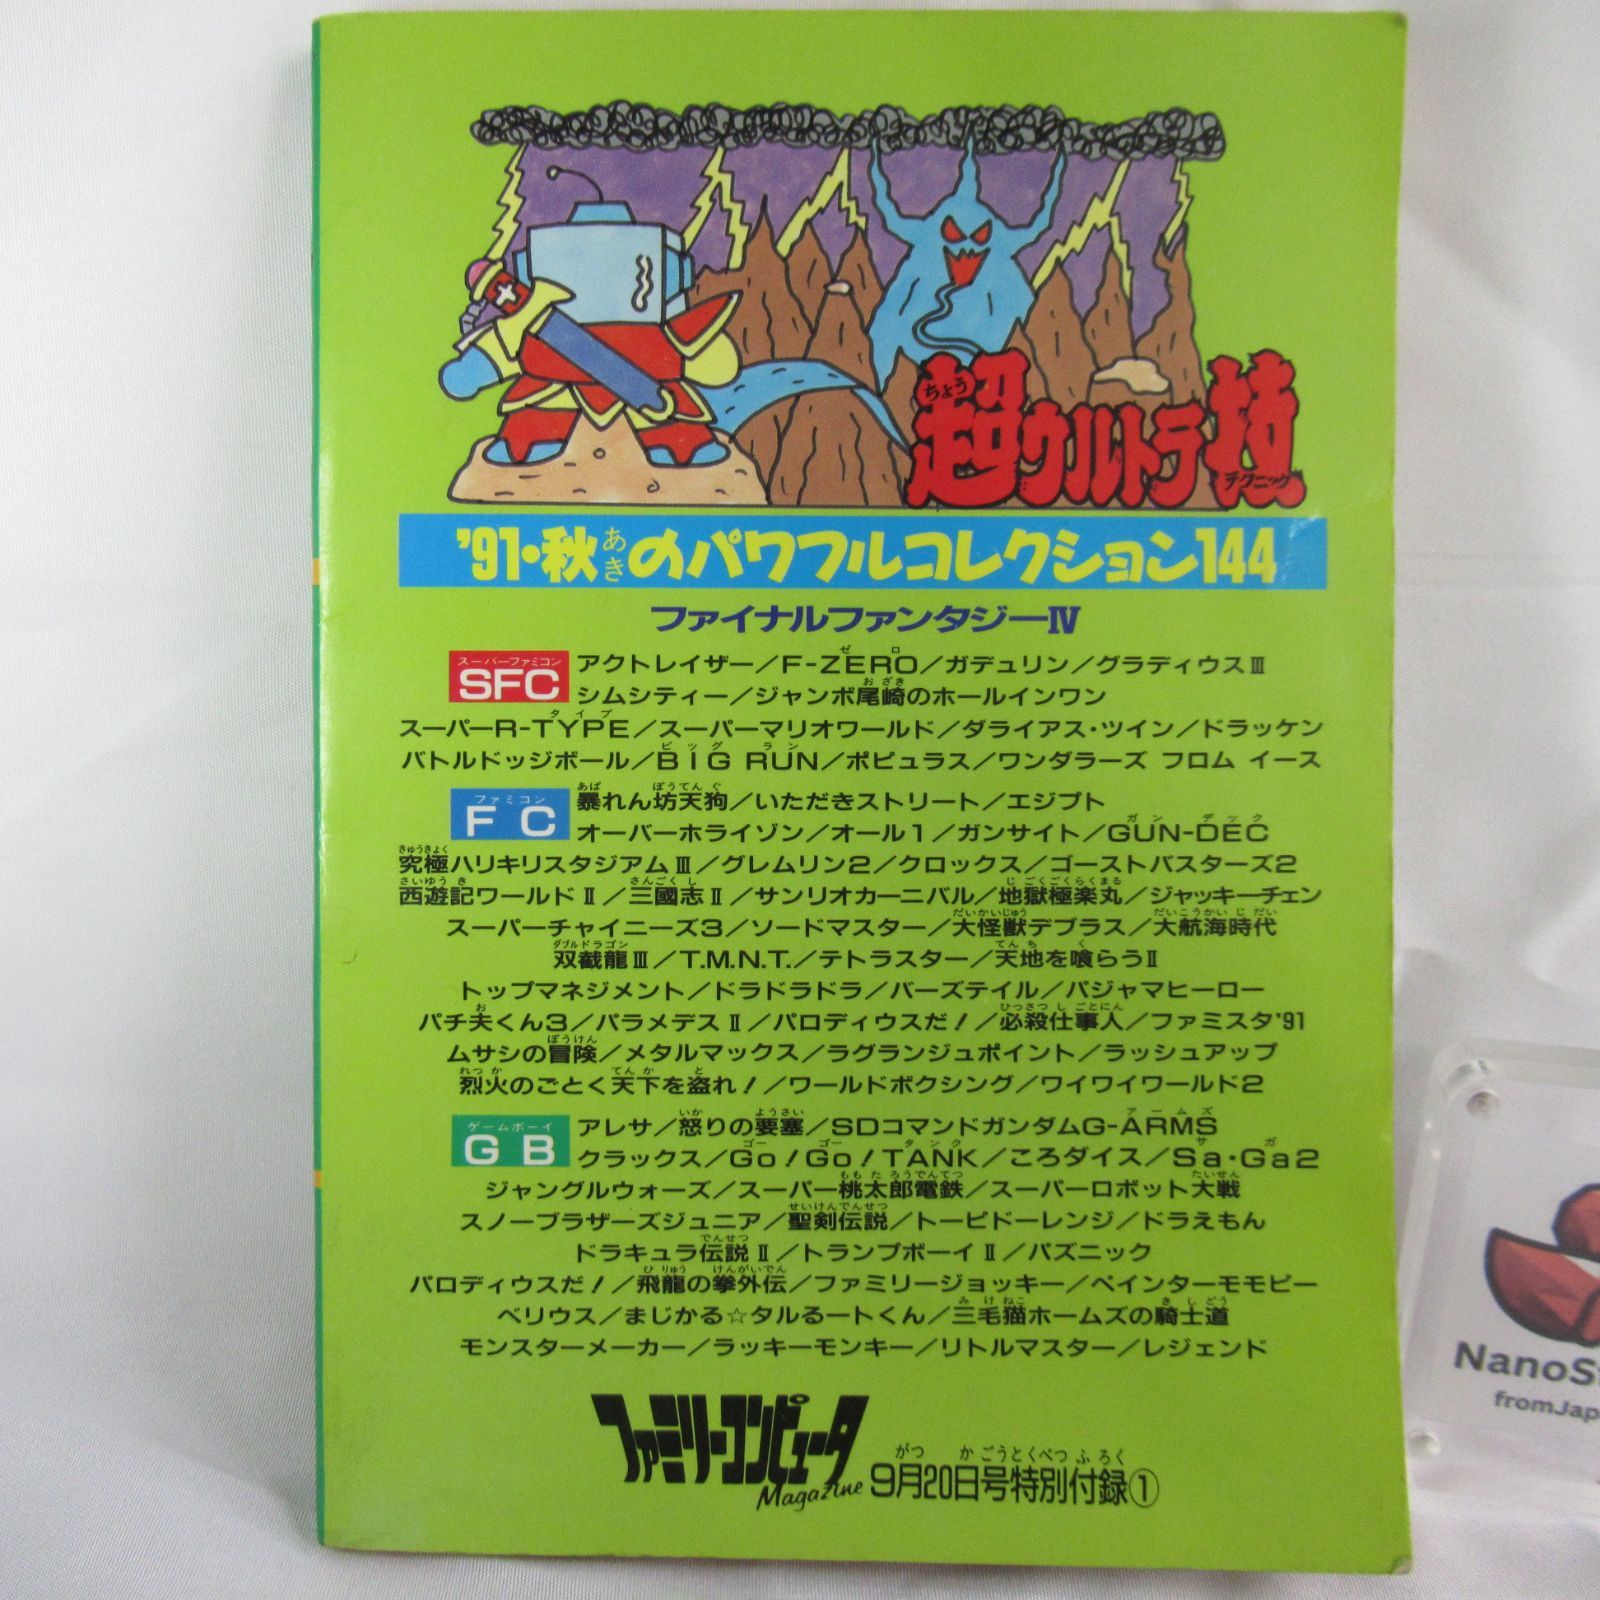 超ウルトラ技
ちょう
テクニック
'91・秋のパワフルコレクション144
あき
ファイナルファンタジーⅣ
スーパーファミコン
SFC
アクトレイザー／F-ZERO／ガデュリン／グラディウスⅢ
シムシティー／ジャンボ尾崎のホールインワン
スーパーR-TYPE／スーパーマリオワールド／ダライアス・ツイン／ドラッケン
バトルドッジボール／BIG RUN／ポピュラス／ワンダラーズ フロム イース
ファミコン
FC
暴れん坊天狗／いただきストリート／エジプト
オーバーホライゾン／オール1／ガンサイト／GUN-DEC
究極ハリキリスタジアムⅢ／グレムリン2／クロックス／ゴーストバスターズ2
西遊記ワールドⅡ／三國志Ⅱ／サンリオカーニバル／地獄極楽丸／ジャッキーチェン
スーパーチャイニーズ3／ソードマスター／大怪獣デブラス／大航海時代
双截龍Ⅲ／T.M.N.T.／テトラスター／天地を喰らうⅡ
トップマネジメント／ドラドラドラ／バーズテイル／パジャマヒーロー
パチ夫くん3／パラメデスⅡ／パロディウスだ！／必殺仕事人／ファミスタ'91
ムサシの冒険／メタルマックス／ラグランジュポイント／ラッシュアップ
烈火のごとく天下を盗れ！／ワールドボクシング／ワイワイワールド2
ゲームボーイ
GB
アレサ／怒りの要塞／SDコマンドガンダムG-ARMS
クラックス／Go！Go！TANK／ころダイス／Sa・Ga2
ジャングルウォーズ／スーパー桃太郎電鉄／スーパーロボット大戦
スノーブラザーズジュニア／聖剣伝説／トーピドーレンジ／ドラえもん
ドラキュラ伝説Ⅱ／トランプボーイⅡ／パズニック
パロディウスだ！／飛龍の拳外伝／ファミリージョッキー／ペインターモモピー
ベリウス／まじかる☆タルるートくん／三毛猫ホームズの騎士道
モンスターメーカー／ラッキーモンキー／リトルマスター／レジェンド
ファミリーコンピュータ
Magazine
9月20日号特別付録①
がつ かごうとくべつふろく
NanoSt
fromJap